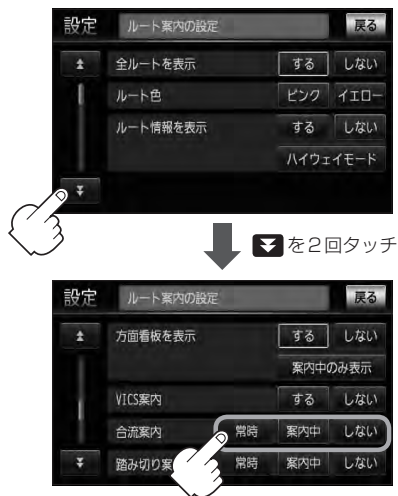 設定 ルート案内の設定 戻る
全ルートを表示 する しない
ルート色 ピンク イエロー
ルート情報を表示 する しない
ハイウェイモード
を2回タッチ
設定 ルート案内の設定 戻る
方面看板を表示 する しない
案内中のみ表示
VICS案内 する しない
合流案内 常時 案内中 しない
踏み切り案 常時 案内中 しない